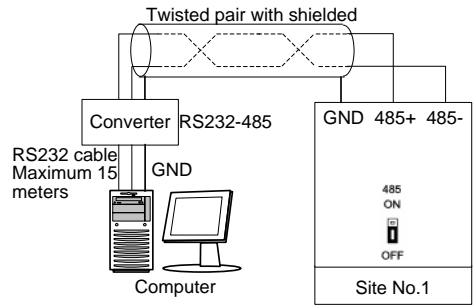 Twisted pair with shielded
Converter RS232-485
GND 485+ 485-
RS232 cable
Maximum 15
meters
GND
485
ON
OFF
Computer
Site No.1